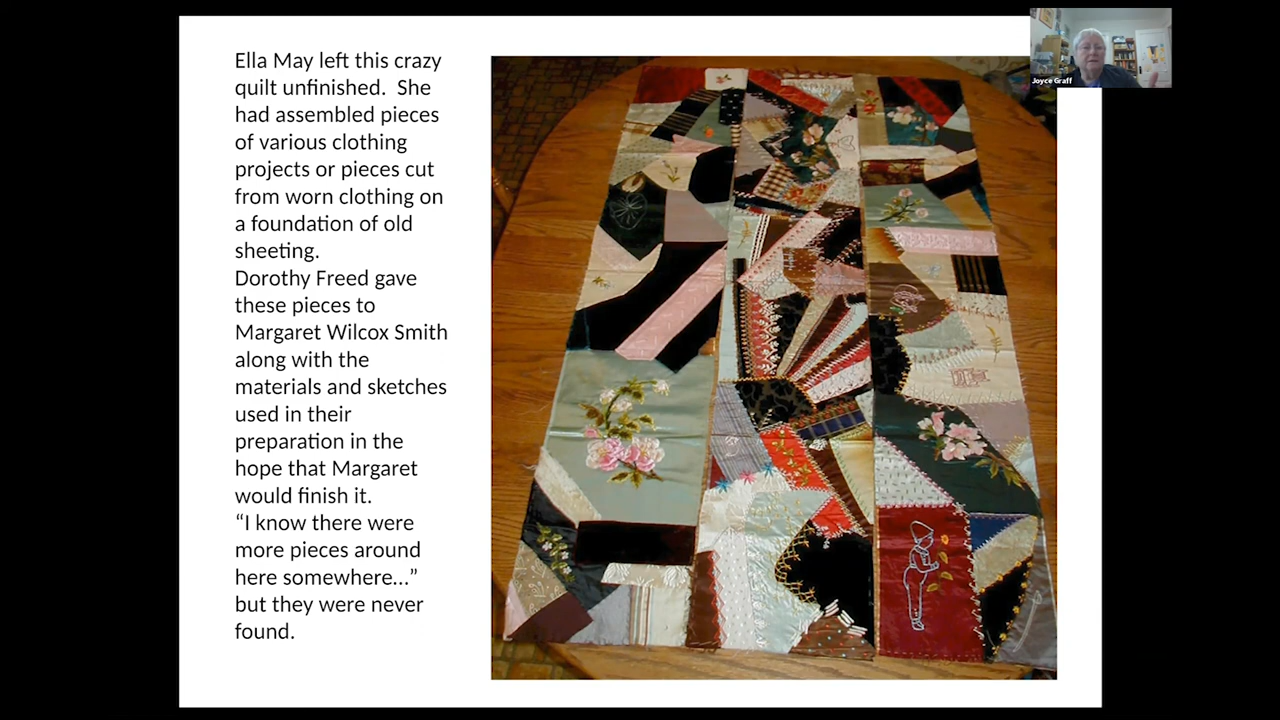 Ella May left this crazy
quilt unfinished.  She
had assembled pieces
of various clothing
projects or pieces cut
from worn clothing on
a foundation of old
sheeting.
Dorothy Freed gave
these pieces to
Margaret Wilcox Smith
along with the
materials and sketches
used in their
preparation in the
hope that Margaret
would finish it.
“I know there were
more pieces around
here somewhere…”
but they were never
found.
Joyce Graff